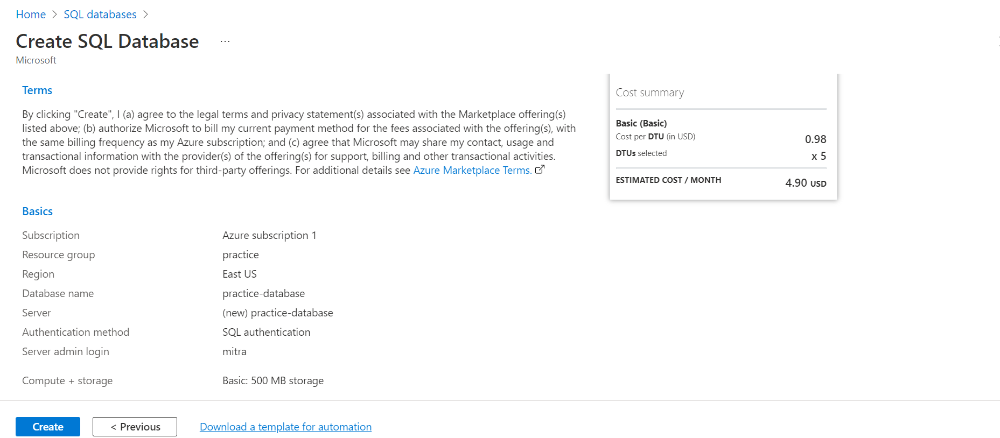 Home > SQL databases >
Create SQL Database ...
Microsoft
Terms
By clicking "Create", I (a) agree to the legal terms and privacy statement(s) associated with the Marketplace offering(s)
listed above; (b) authorize Microsoft to bill my current payment method for the fees associated with the offering(s), with
the same billing frequency as my Azure subscription; and (c) agree that Microsoft may share my contact, usage and
transactional information with the provider(s) of the offering(s) for support, billing and other transactional activities.
Microsoft does not provide rights for third-party offerings. For additional details see Azure Marketplace Terms.
Cost summary
Basic (Basic)
Cost per DTU (in USD) 0.98
DTUs selected x 5
ESTIMATED COST / MONTH 4.90 USD
Basics
Subscription Azure subscription 1
Resource group practice
Region East US
Database name practice-database
Server (new) practice-database
Authentication method SQL authentication
Server admin login mitra
Compute + storage Basic: 500 MB storage
Create < Previous Download a template for automation